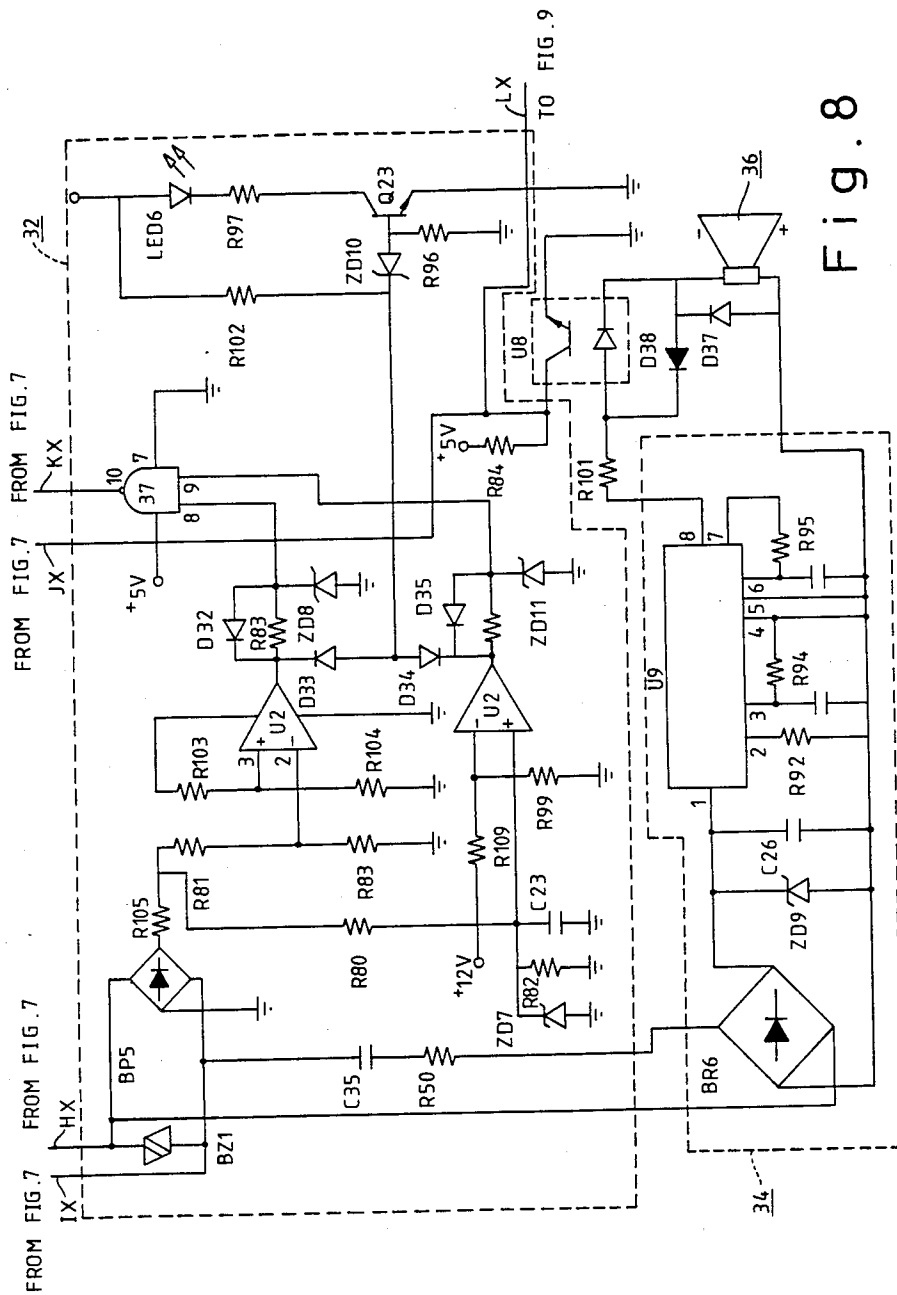 FROM FIG.7
HX
FROM FIG.7
IX
FROM FIG.7
KX
FROM FIG.7
JX
32
BP5
BZ1
R105
R81
R83
R80
R103
3
+
2
-
U2
R104
D32
R83
D33
ZD8
+5V
37
10
8
9
7
R102
LED6
R97
ZD10
Q23
R96
C35
R50
ZD7
R82
C23
+12V
R109
R99
-
+
U2
D34
D35
ZD11
+5V
R84
U8
LX
TO FIG.9
R101
D38
D37
-
+
36
BR6
ZD9
C26
1
U9
2
3
4
5
6
7
8
R92
R94
R95
34
Fig.8